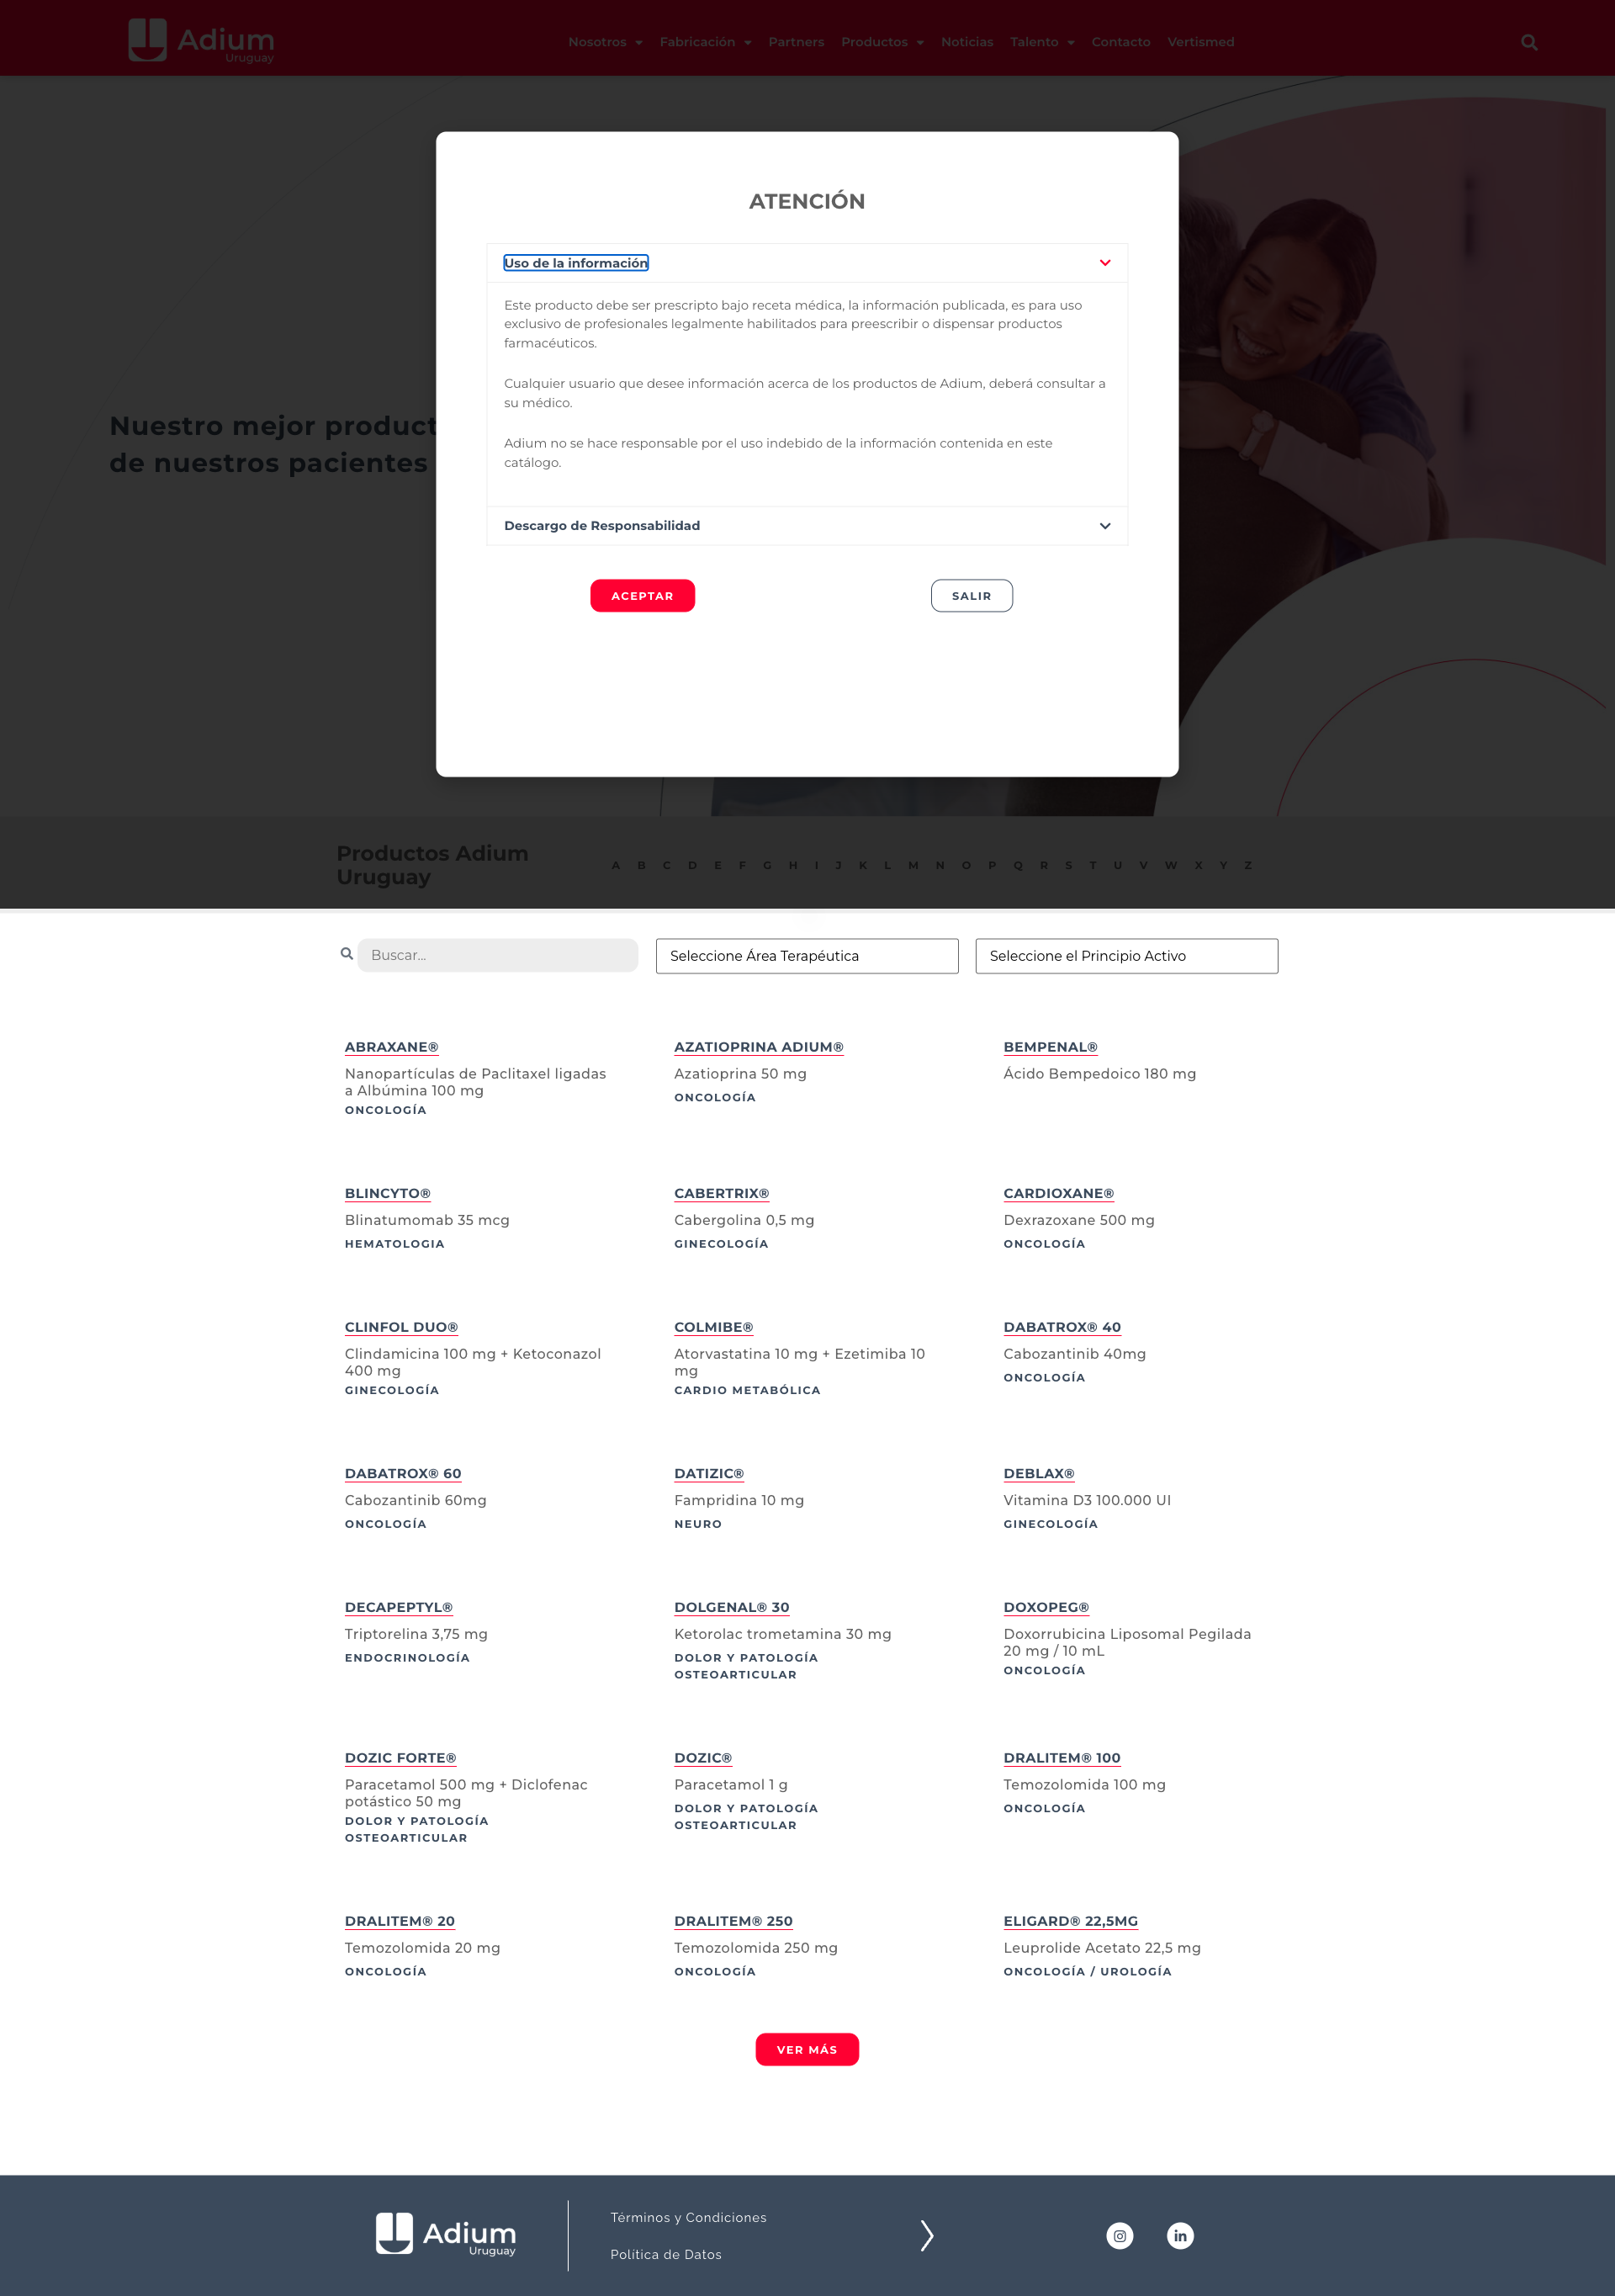 Adium
Uruguay
Nosotros Fabricación Partners Productos Noticias Talento Contacto Vertismed
ATENCIÓN
Uso de la información
Este producto debe ser prescripto bajo receta médica, la información publicada, es para uso
exclusivo de profesionales legalmente habilitados para preescribir o dispensar productos
farmacéuticos.
Cualquier usuario que desee información acerca de los productos de Adium, deberá consultar a
su médico.
Adium no se hace responsable por el uso indebido de la información contenida en este
catálogo.
Descargo de Responsabilidad
ACEPTAR SALIR
Nuestro mejor product
de nuestros pacientes
Productos Adium
Uruguay
A B C D E F G H I J K L M N O P Q R S T U V W X Y Z
Buscar... Seleccione Área Terapéutica Seleccione el Principio Activo
ABRAXANE®
Nanopartículas de Paclitaxel ligadas
a Albúmina 100 mg
ONCOLOGÍA
AZATIOPRINA ADIUM®
Azatioprina 50 mg
ONCOLOGÍA
BEMPENAL®
Ácido Bempedoico 180 mg
BLINCYTO®
Blinatumomab 35 mcg
HEMATOLOGIA
CABERTRIX®
Cabergolina 0,5 mg
GINECOLOGÍA
CARDIOXANE®
Dexrazoxane 500 mg
ONCOLOGÍA
CLINFOL DUO®
Clindamicina 100 mg + Ketoconazol
400 mg
GINECOLOGÍA
COLMIBE®
Atorvastatina 10 mg + Ezetimiba 10
mg
CARDIO METABÓLICA
DABATROX® 40
Cabozantinib 40mg
ONCOLOGÍA
DABATROX® 60
Cabozantinib 60mg
ONCOLOGÍA
DATIZIC®
Fampridina 10 mg
NEURO
DEBLAX®
Vitamina D3 100.000 UI
GINECOLOGÍA
DECAPEPTYL®
Triptorelina 3,75 mg
ENDOCRINOLOGÍA
DOLGENAL® 30
Ketorolac trometamina 30 mg
DOLOR Y PATOLOGÍA
OSTEOARTICULAR
DOXOPEG®
Doxorrubicina Liposomal Pegilada
20 mg / 10 mL
ONCOLOGÍA
DOZIC FORTE®
Paracetamol 500 mg + Diclofenac
potástico 50 mg
DOLOR Y PATOLOGÍA
OSTEOARTICULAR
DOZIC®
Paracetamol 1 g
DOLOR Y PATOLOGÍA
OSTEOARTICULAR
DRALITEM® 100
Temozolomida 100 mg
ONCOLOGÍA
DRALITEM® 20
Temozolomida 20 mg
ONCOLOGÍA
DRALITEM® 250
Temozolomida 250 mg
ONCOLOGÍA
ELIGARD® 22,5MG
Leuprolide Acetato 22,5 mg
ONCOLOGÍA / UROLOGÍA
VER MÁS
Adium
Uruguay
Términos y Condiciones
Política de Datos